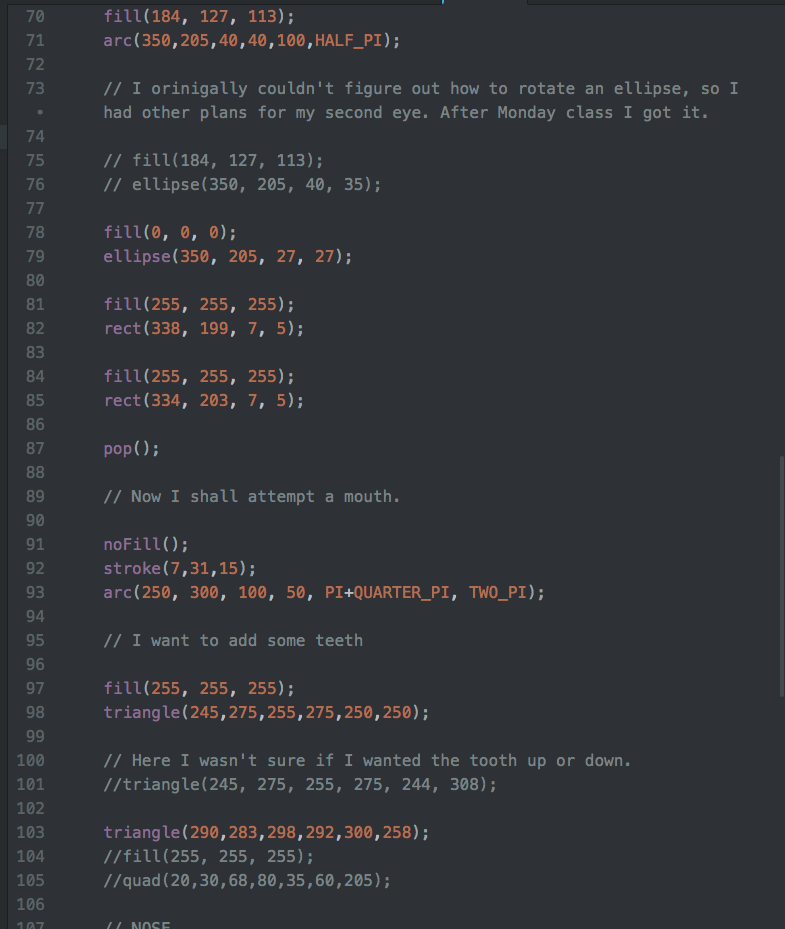 70 fill(184, 127, 113);
71 arc(350,205,40,40,100,HALF_PI);
72
73 // I orinigally couldn't figure out how to rotate an ellipse, so I
• had other plans for my second eye. After Monday class I got it.
74
75 // fill(184, 127, 113);
76 // ellipse(350, 205, 40, 35);
77
78 fill(0, 0, 0);
79 ellipse(350, 205, 27, 27);
80
81 fill(255, 255, 255);
82 rect(338, 199, 7, 5);
83
84 fill(255, 255, 255);
85 rect(334, 203, 7, 5);
86
87 pop();
88
89 // Now I shall attempt a mouth.
90
91 noFill();
92 stroke(7,31,15);
93 arc(250, 300, 100, 50, PI+QUARTER_PI, TWO_PI);
94
95 // I want to add some teeth
96
97 fill(255, 255, 255);
98 triangle(245,275,255,275,250,250);
99
100 // Here I wasn't sure if I wanted the tooth up or down.
101 //triangle(245, 275, 255, 275, 244, 308);
102
103 triangle(290,283,298,292,300,258);
104 //fill(255, 255, 255);
105 //quad(20,30,68,80,35,60,205);
106
107 // NOSE